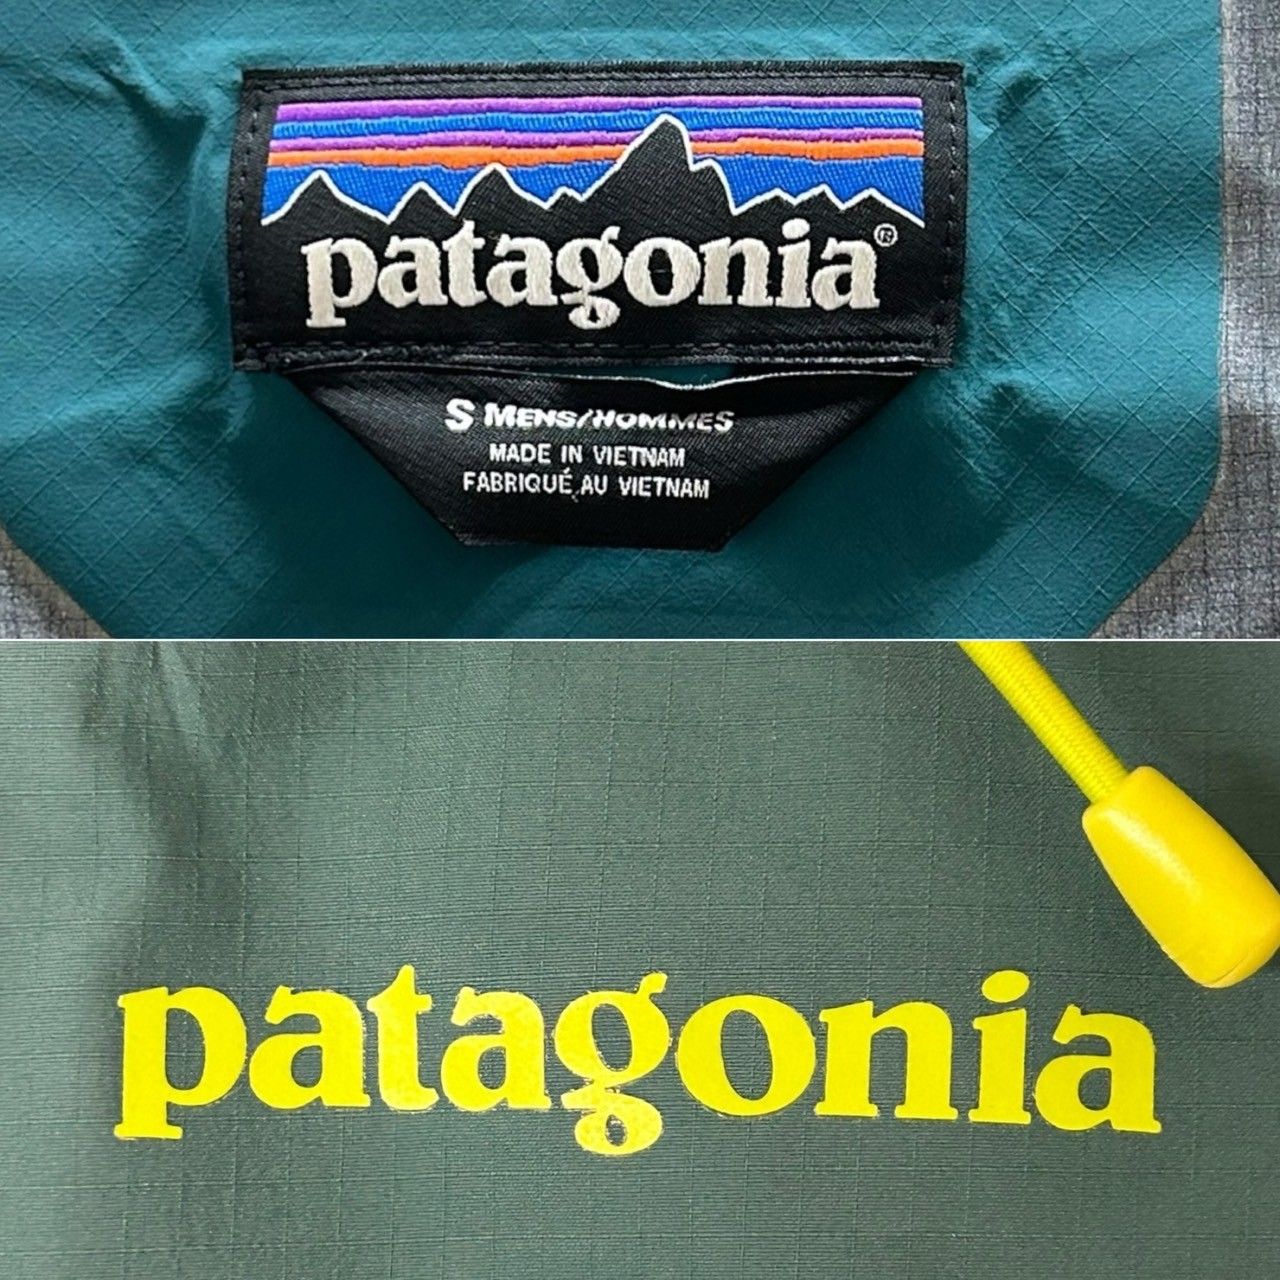 patagonia®
S MENS/HOMMES
MADE IN VIETNAM
FABRIQUÉ AU VIETNAM
patagonia